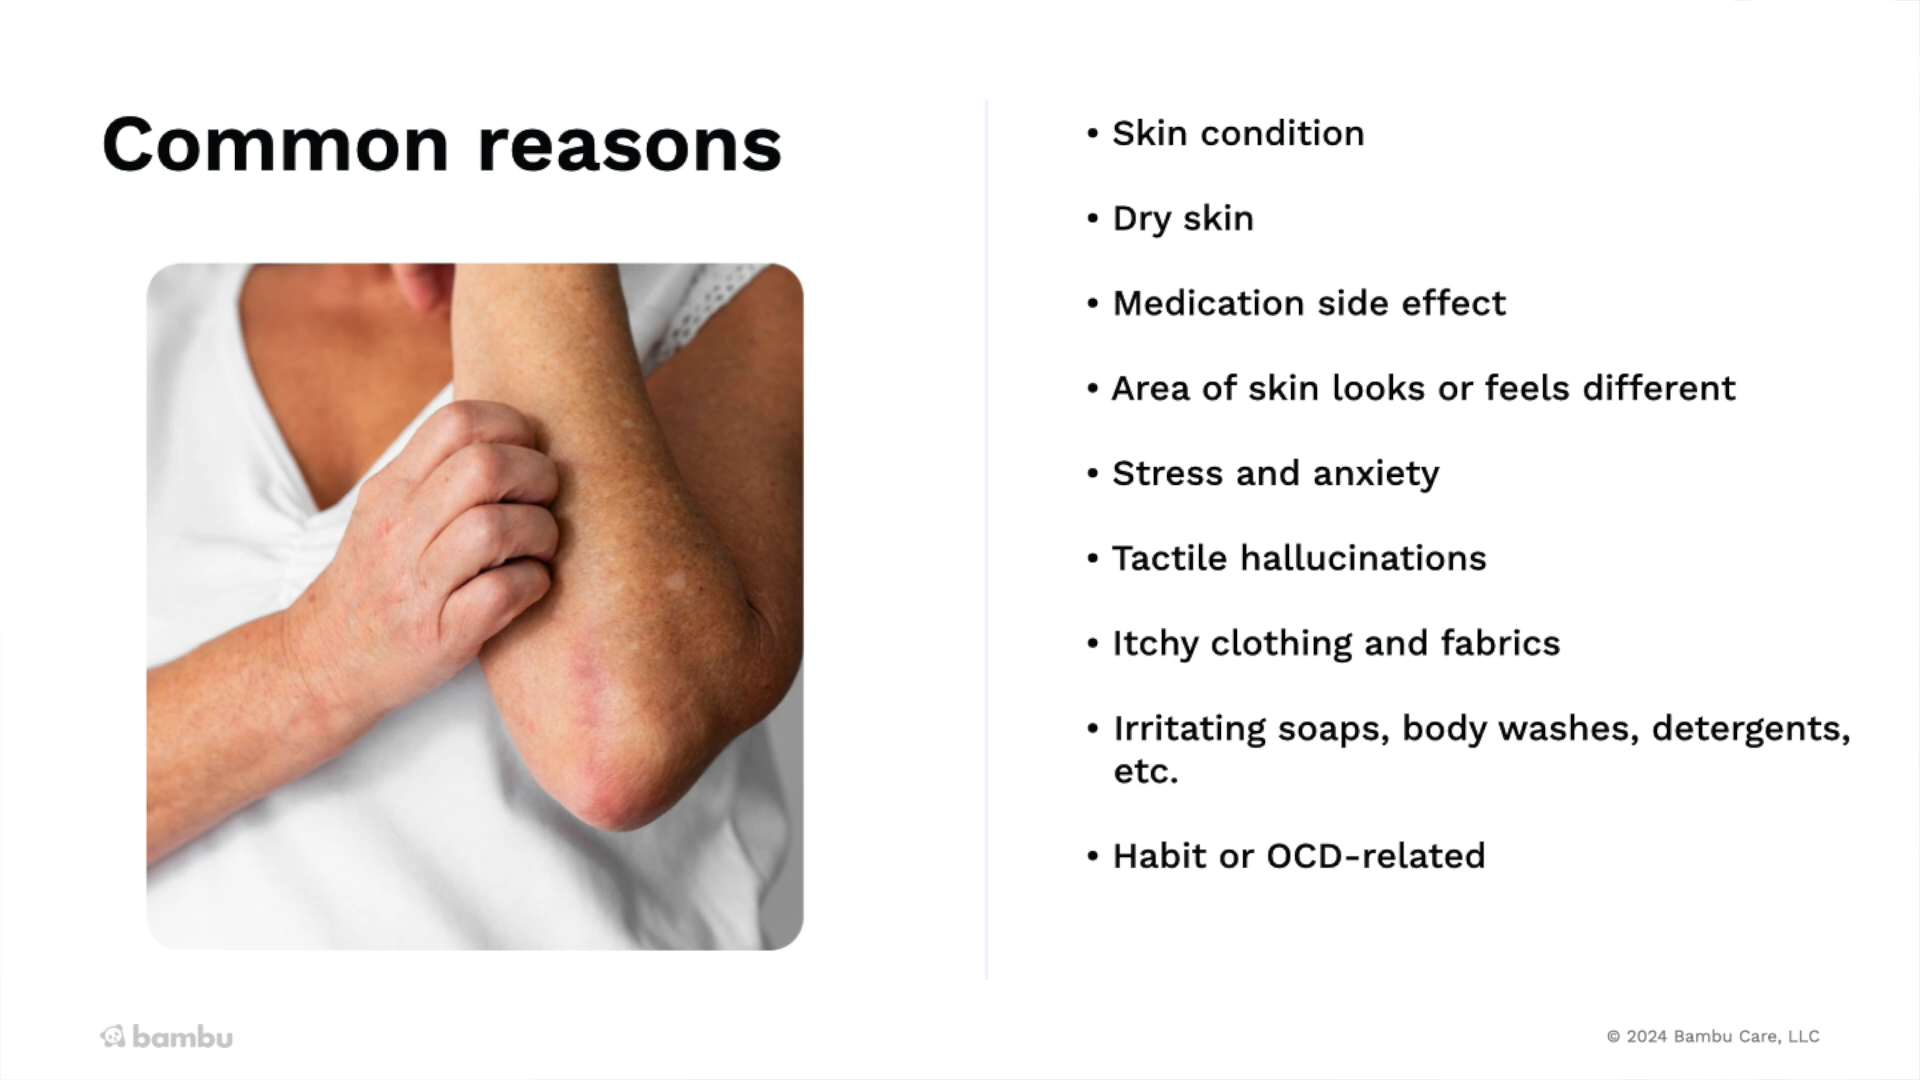 Common reasons
• Skin condition
• Dry skin
• Medication side effect
• Area of skin looks or feels different
• Stress and anxiety
• Tactile hallucinations
• Itchy clothing and fabrics
• Irritating soaps, body washes, detergents,
etc.
• Habit or OCD-related
bambu
© 2024 Bambu Care, LLC